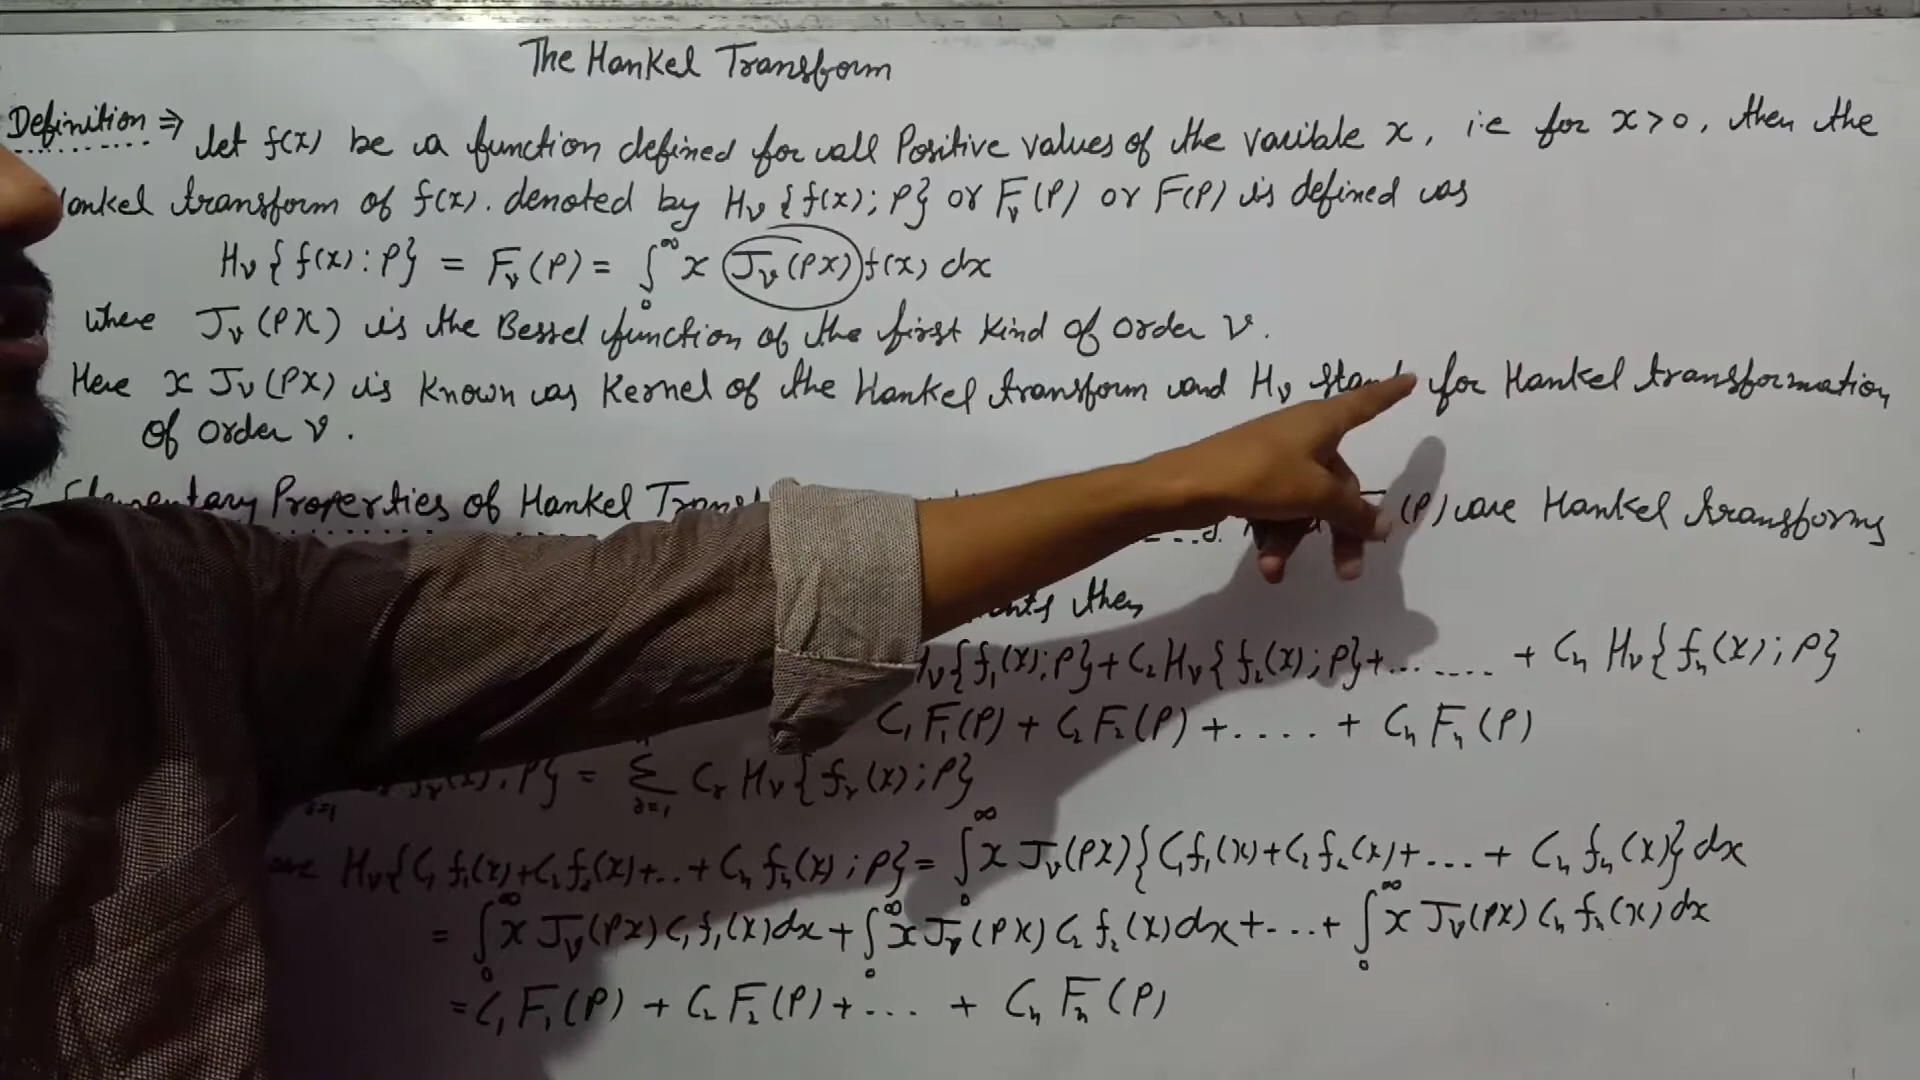 The Hankel Transform
Definition ⇒ let f(x) be a function defined for all Positive values of the varible x, i.e for x>0, then the
ankel transform of f(x). denoted by Hν{f(x); P} or Fν(P) or F(P) is defined as
Hν{f(x): P} = Fν(P) = ∫₀^∞ x Jν(Px) f(x) dx
where Jν(Px) is the Bessel function of the first kind of order ν.
Here x Jν(Px) is known as Kernel of the Hankel transform and Hν for Hankel transformation
of order ν.
Properties of Hankel (P) are Hankel transforms
then
Hν{f₁(x); P} + C₂ Hν{f₂(x); P} + ....... + Cn Hν{fn(x); P}
C₁ F₁(P) + C₂ F₂(P) + ..... + Cn Fn(P)
; P} = Σ Cr Hν{fr(x); P}
Hν{C₁ f₁(x) + C₂ f₂(x) + .. + Cn fn(x); P} = ∫₀^∞ x Jν(Px){C₁ f₁(x) + C₂ f₂(x) + ... + Cn fn(x)} dx
= ∫₀^∞ x Jν(Px) C₁ f₁(x) dx + ∫₀^∞ x Jν(Px) C₂ f₂(x) dx + ... + ∫₀^∞ x Jν(Px) Cn fn(x) dx
= C₁ F₁(P) + C₂ F₂(P) + .... + Cn Fn(P)